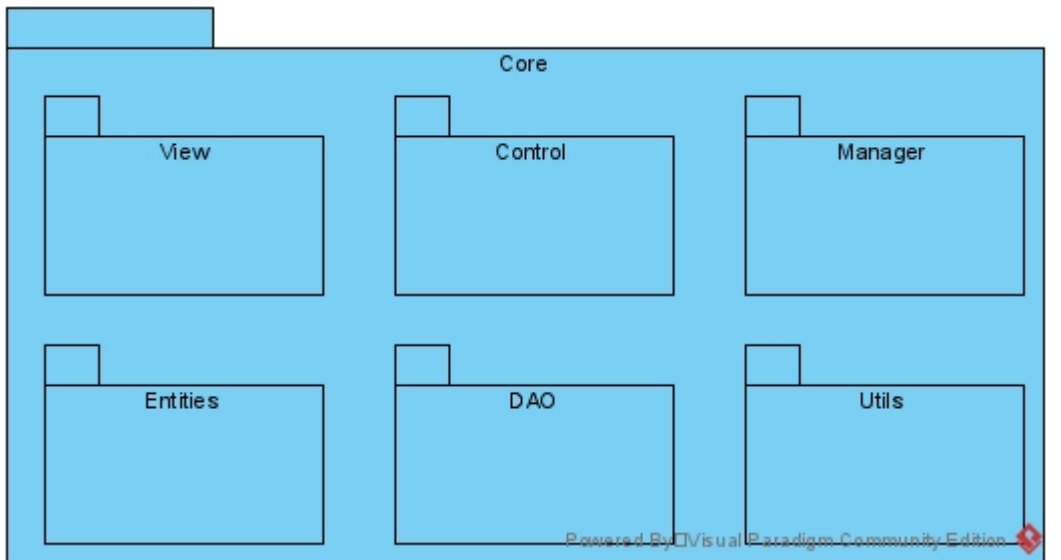 Core
View
Control
Manager
Entities
DAO
Utils
Powered By Visual Paradigm Community Edition